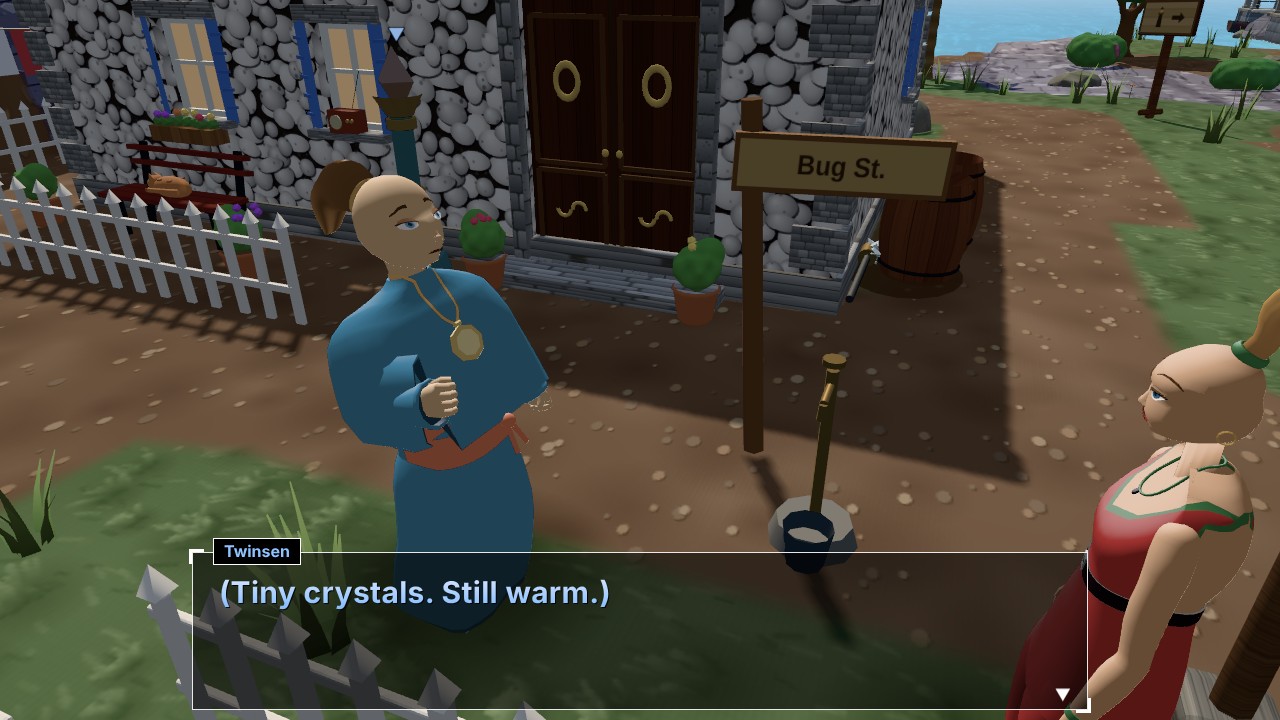 i →
Bug St.
Twinsen
(Tiny crystals. Still warm.)